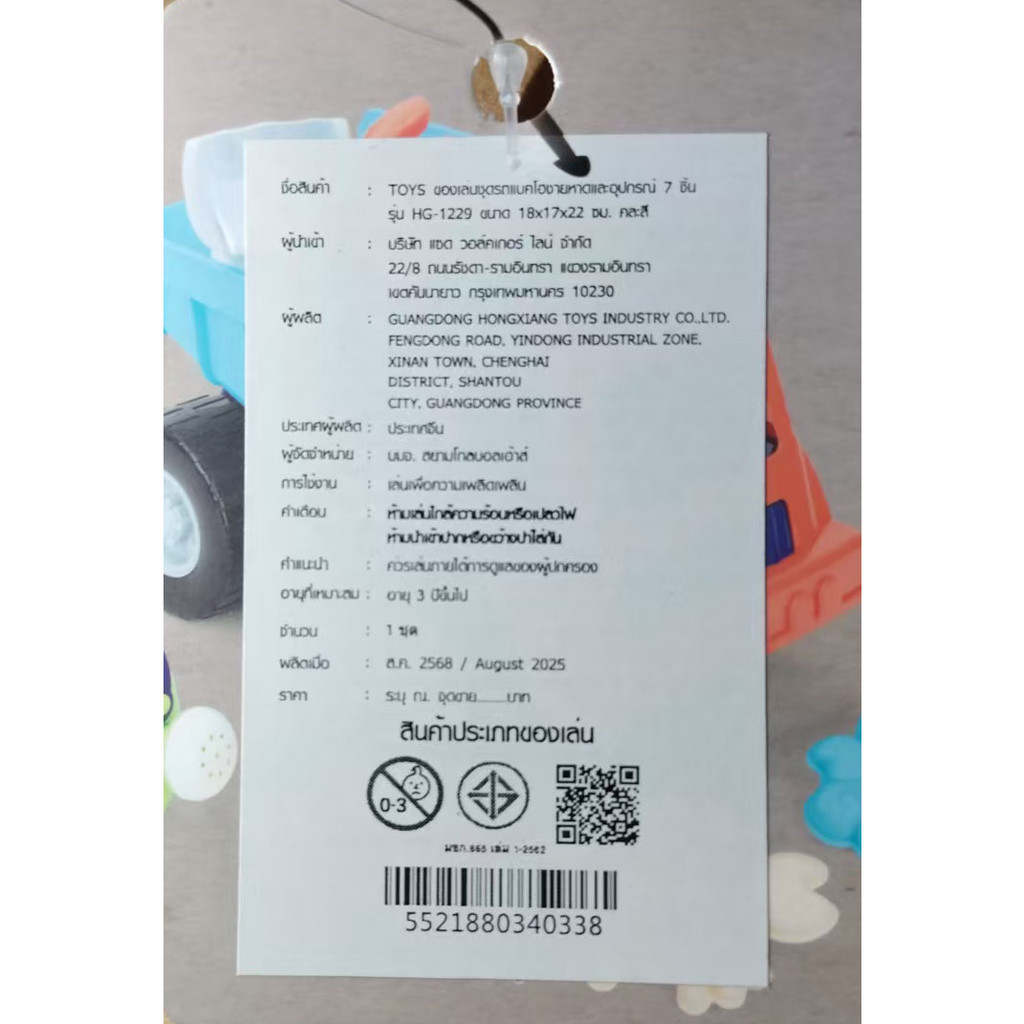 ชื่อสินค้า : TOYS ของเล่นชุดรถแบคโฮชายหาดและอุปกรณ์ 7 ชิ้น
รุ่น HG-1229 ขนาด 18x17x22 ซม. คละสี
ผู้นำเข้า : บริษัท แซด วอล์คเกอร์ ไลน์ จำกัด
22/8 ถนนรัชดา-รามอินทรา แขวงรามอินทรา
เขตคันนายาว กรุงเทพมหานคร 10230
ผู้ผลิต : GUANGDONG HONGXIANG TOYS INDUSTRY CO.,LTD.
FENGDONG ROAD, YINDONG INDUSTRIAL ZONE,
XINAN TOWN, CHENGHAI
DISTRICT, SHANTOU
CITY, GUANGDONG PROVINCE
ประเทศผู้ผลิต : ประเทศจีน
ผู้จัดจำหน่าย : บมจ. สยามโกลบอลเฮ้าส์
การใช้งาน : เล่นเพื่อความเพลิดเพลิน
คำเตือน : ห้ามเล่นใกล้ความร้อนหรือเปลวไฟ
ห้ามนำเข้าปากหรือขว้างปาใส่กัน
คำแนะนำ : ควรเล่นภายใต้การดูแลของผู้ปกครอง
อายุที่เหมาะสม : อายุ 3 ปีขึ้นไป
จำนวน : 1 ชุด
ผลิตเมื่อ : ส.ค. 2568 / August 2025
ราคา : ระบุ ณ. จุดขาย........บาท
สินค้าประเภทของเล่น
0-3
มอก.685 เล่ม 1-2562
5521880340338